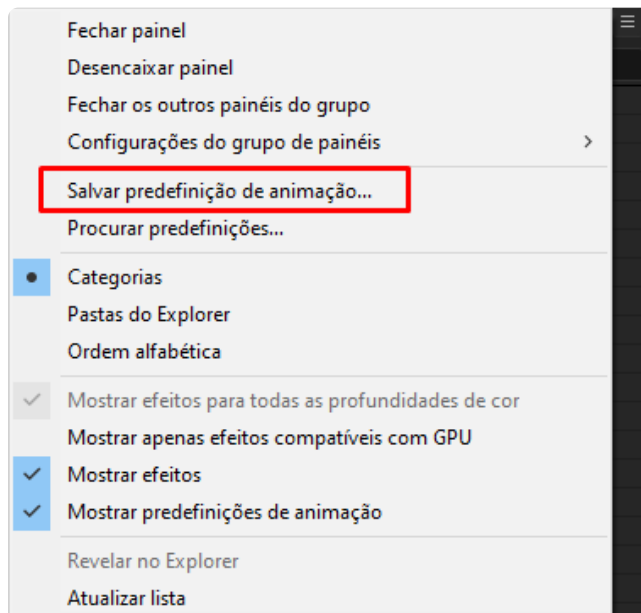 Fechar painel
Desencaixar painel
Fechar os outros painéis do grupo
Configurações do grupo de painéis
Salvar predefinição de animação...
Procurar predefinições...
Categorias
Pastas do Explorer
Ordem alfabética
Mostrar efeitos para todas as profundidades de cor
Mostrar apenas efeitos compatíveis com GPU
Mostrar efeitos
Mostrar predefinições de animação
Revelar no Explorer
Atualizar lista